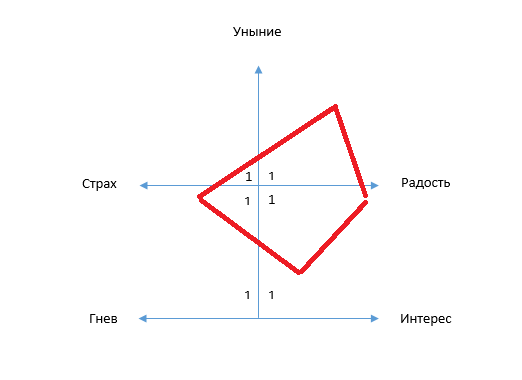 Уныние
1 1
Страх
Радость
1 1
1 1
Гнев
Интерес